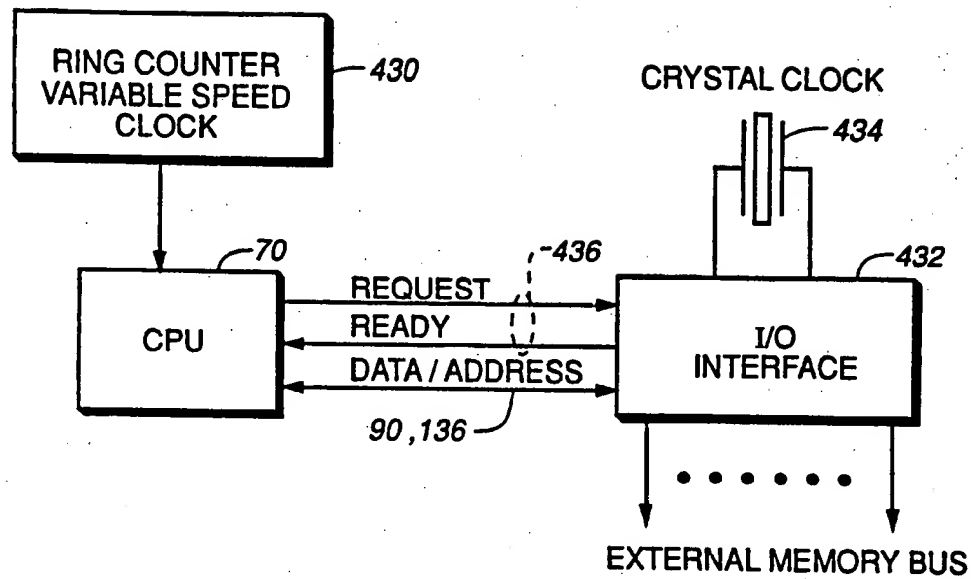 RING COUNTER
VARIABLE SPEED
CLOCK
430
CRYSTAL CLOCK
434
70
436
432
CPU
REQUEST
READY
DATA / ADDRESS
90,136
I/O
INTERFACE
EXTERNAL MEMORY BUS